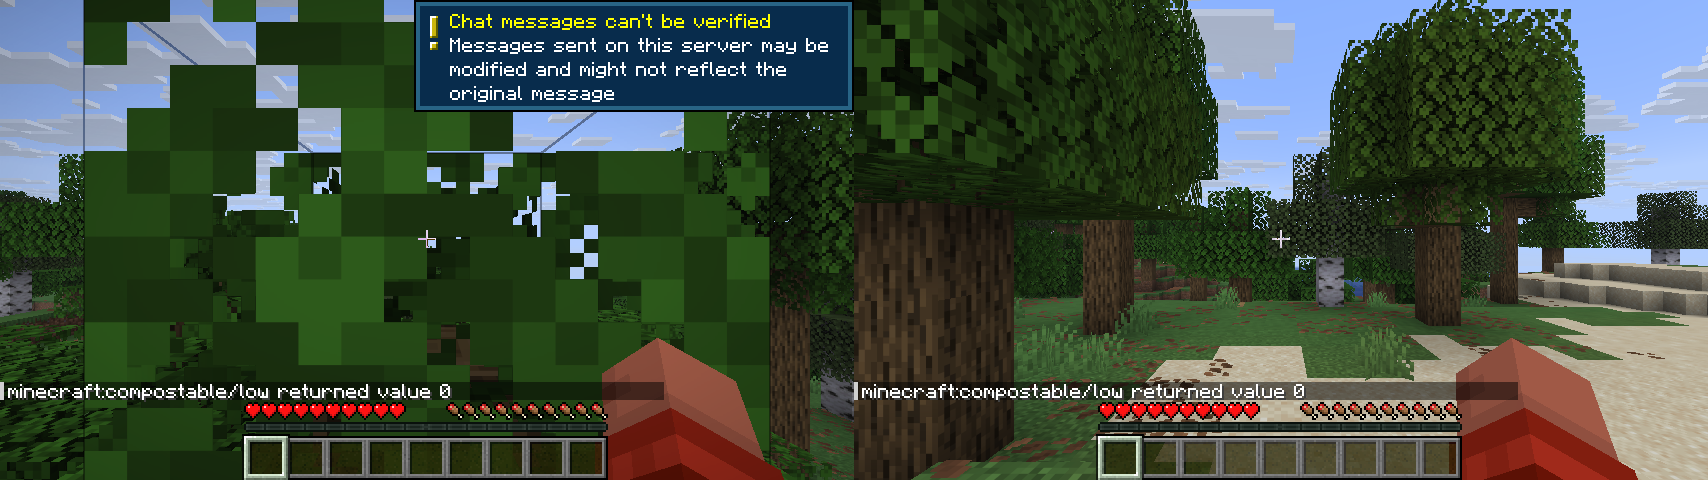 Chat messages can't be verified
Messages sent on this server may be
modified and might not reflect the
original message
minecraft:compostable/low returned value 0
minecraft:compostable/low returned value 0